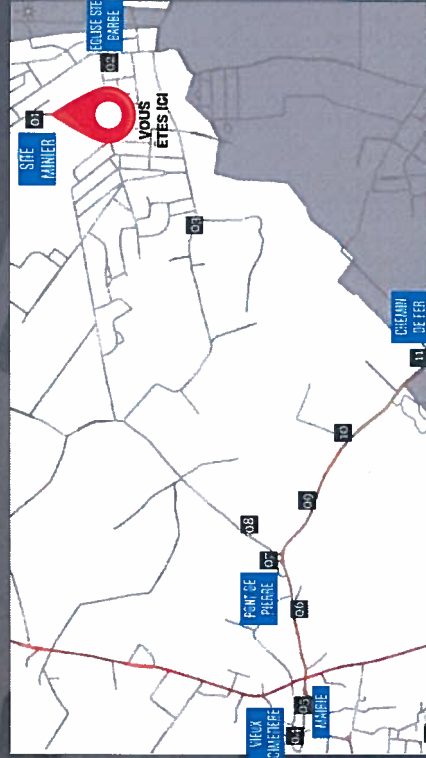 SITE
MINIER
01
EGLISE STE
BARBE
02
VOUS
ÊTES ICI
03
CHEMIN
DE FER
11
10
09
08
07
PONT DE
PIERRE
06
05
MAIRIE
VIEUX
CIMETIERE
04